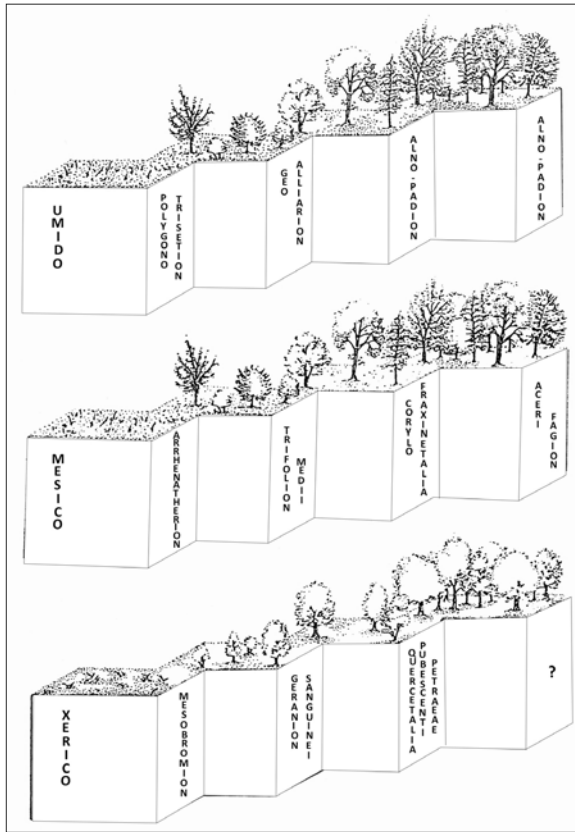 UMIDO
POLYGONO
TRISETION
GEO
ALLIARION
ALNO-PADION
ALNO-PADION
MESICO
ARRHENATHERION
TRIFOLION
MEDII
CORYLO
FRAXINETALIA
ACERI
FAGION
XERICO
MESOBROMION
GERANION
SANGUINEI
QUERCETALIA
PUBESCENTI
PETRAEAE
?